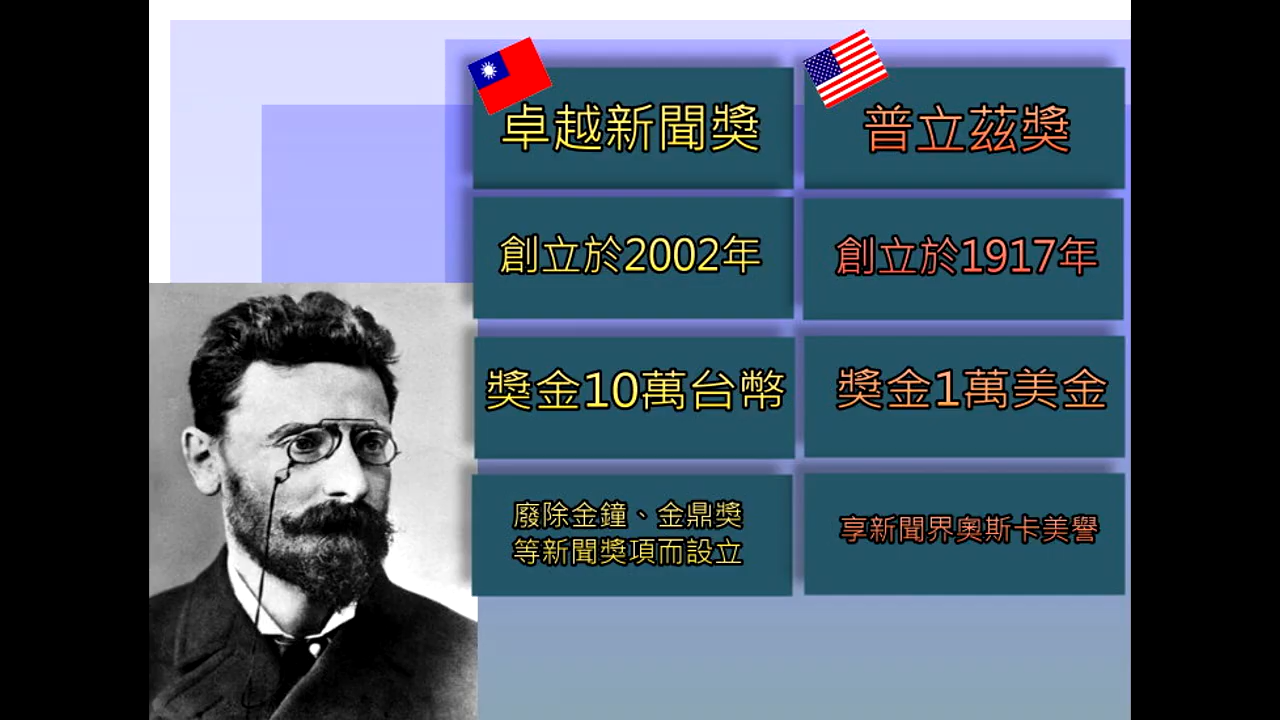 卓越新聞獎
普立茲獎
創立於2002年
創立於1917年
獎金10萬台幣
獎金1萬美金
廢除金鐘、金鼎獎
等新聞獎項而設立
享新聞界奧斯卡美譽